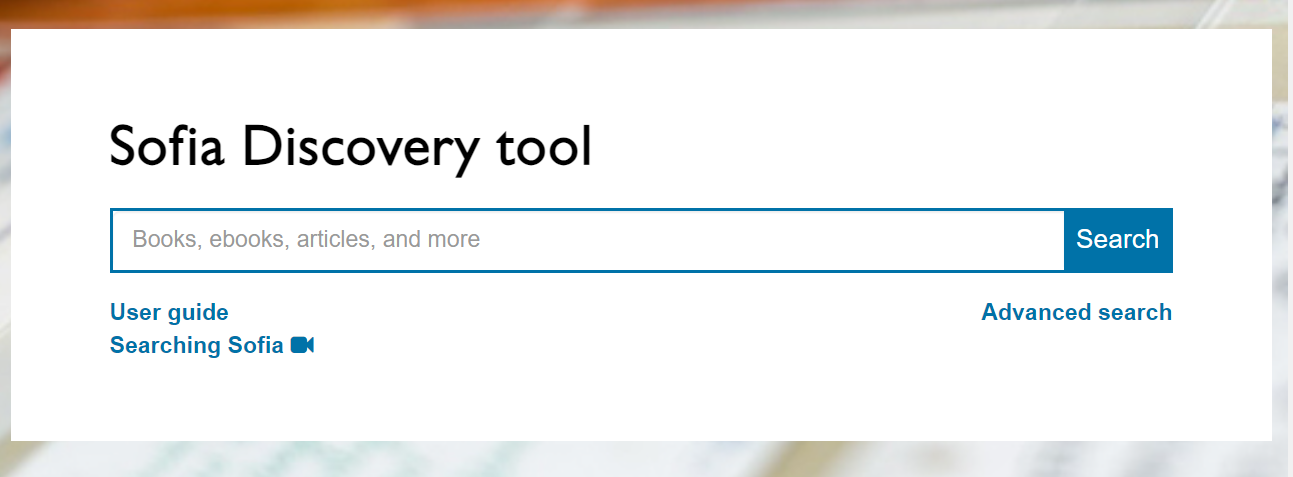 Sofia Discovery tool
Books, ebooks, articles, and more
Search
User guide
Advanced search
Searching Sofia